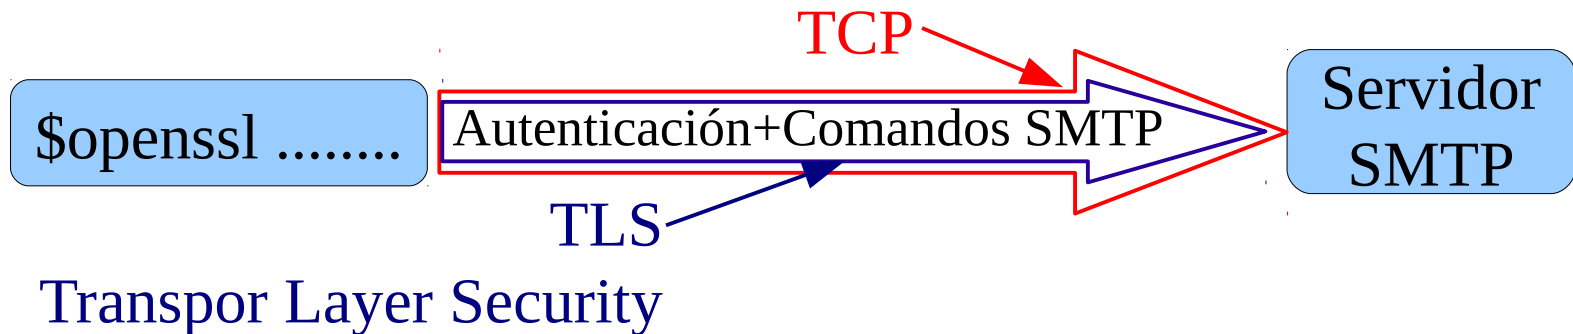 TCP
$openssl ........
Autenticación+Comandos SMTP
Servidor
SMTP
TLS
Transpor Layer Security